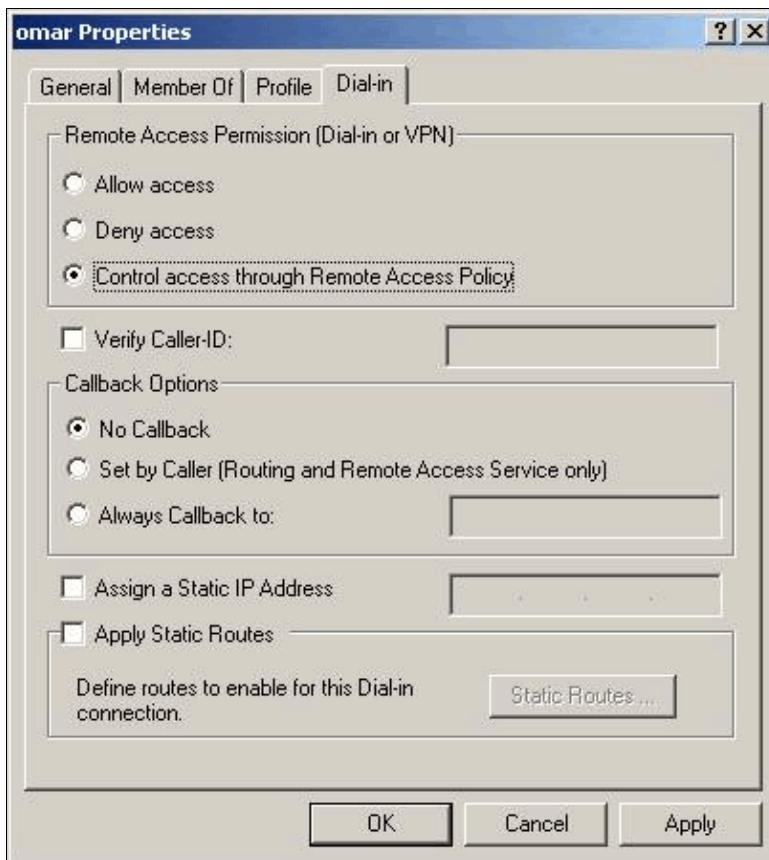 omar Properties
General
Member Of
Profile
Dial-in
Remote Access Permission (Dial-in or VPN)
Allow access
Deny access
Control access through Remote Access Policy
Verify Caller-ID:
Callback Options
No Callback
Set by Caller (Routing and Remote Access Service only)
Always Callback to:
Assign a Static IP Address
Apply Static Routes
Define routes to enable for this Dial-in
connection.
Static Routes ...
OK
Cancel
Apply